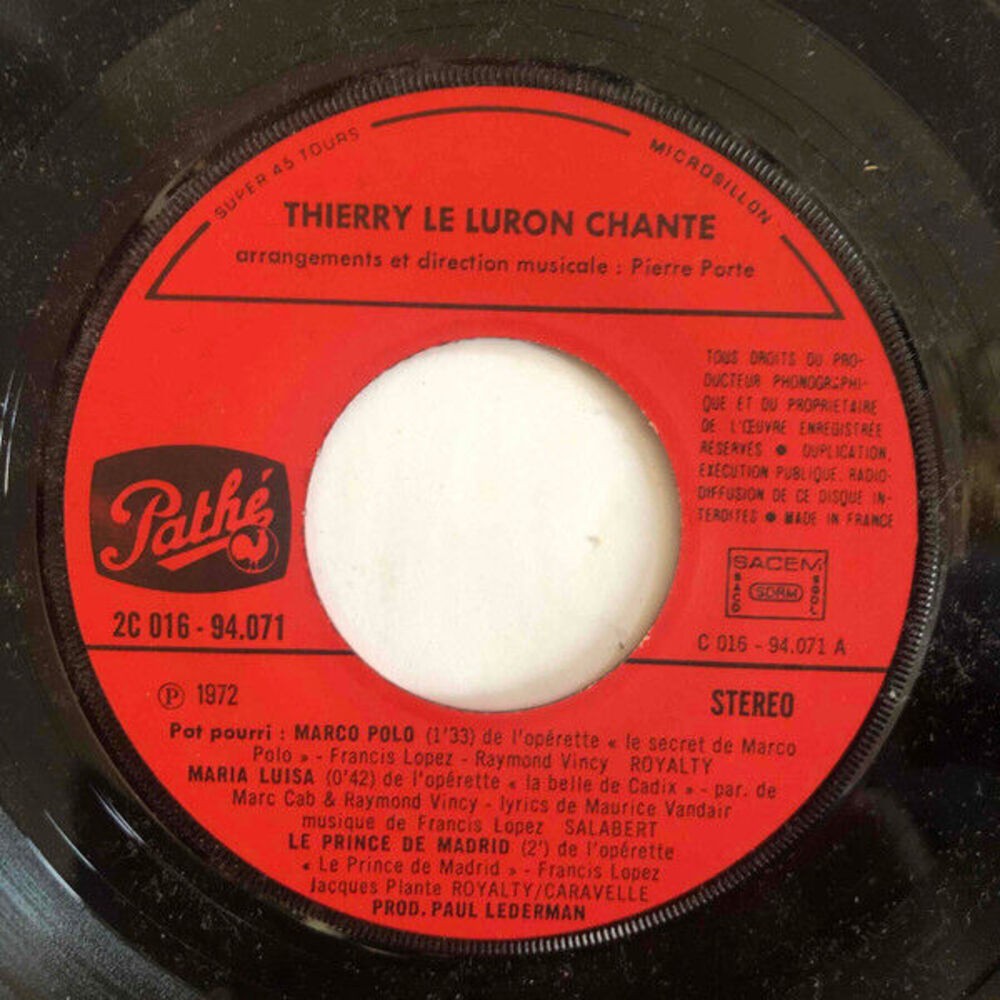 SUPER 45 TOURS
MICROSILLON
THIERRY LE LURON CHANTE
arrangements et direction musicale : Pierre Porte
TOUS DROITS DU PRO-
DUCTEUR PHONOGRAPHI-
QUE ET DU PROPRIETAIRE
DE L'ŒUVRE ENREGISTRÉE
RÉSERVES ● DUPLICATION,
EXÉCUTION PUBLIQUE, RADIO-
DIFFUSION DE CE DISQUE IN-
TERDITES ● MADE IN FRANCE
Pathé
SACEM
SACD
SDRM
SGDL
2C 016 - 94.071
C 016 - 94.071 A
Ⓟ 1972
STEREO
Pot pourri : MARCO POLO (1'33) de l'opérette « le secret de Marco
Polo » - Francis Lopez - Raymond Vincy ROYALTY
MARIA LUISA (0'42) de l'opérette « la belle de Cadix » - par. de
Marc Cab & Raymond Vincy - lyrics de Maurice Vandair
musique de Francis Lopez SALABERT
LE PRINCE DE MADRID (2') de l'opérette
« Le Prince de Madrid » - Francis Lopez
Jacques Plante ROYALTY/CARAVELLE
PROD. PAUL LEDERMAN